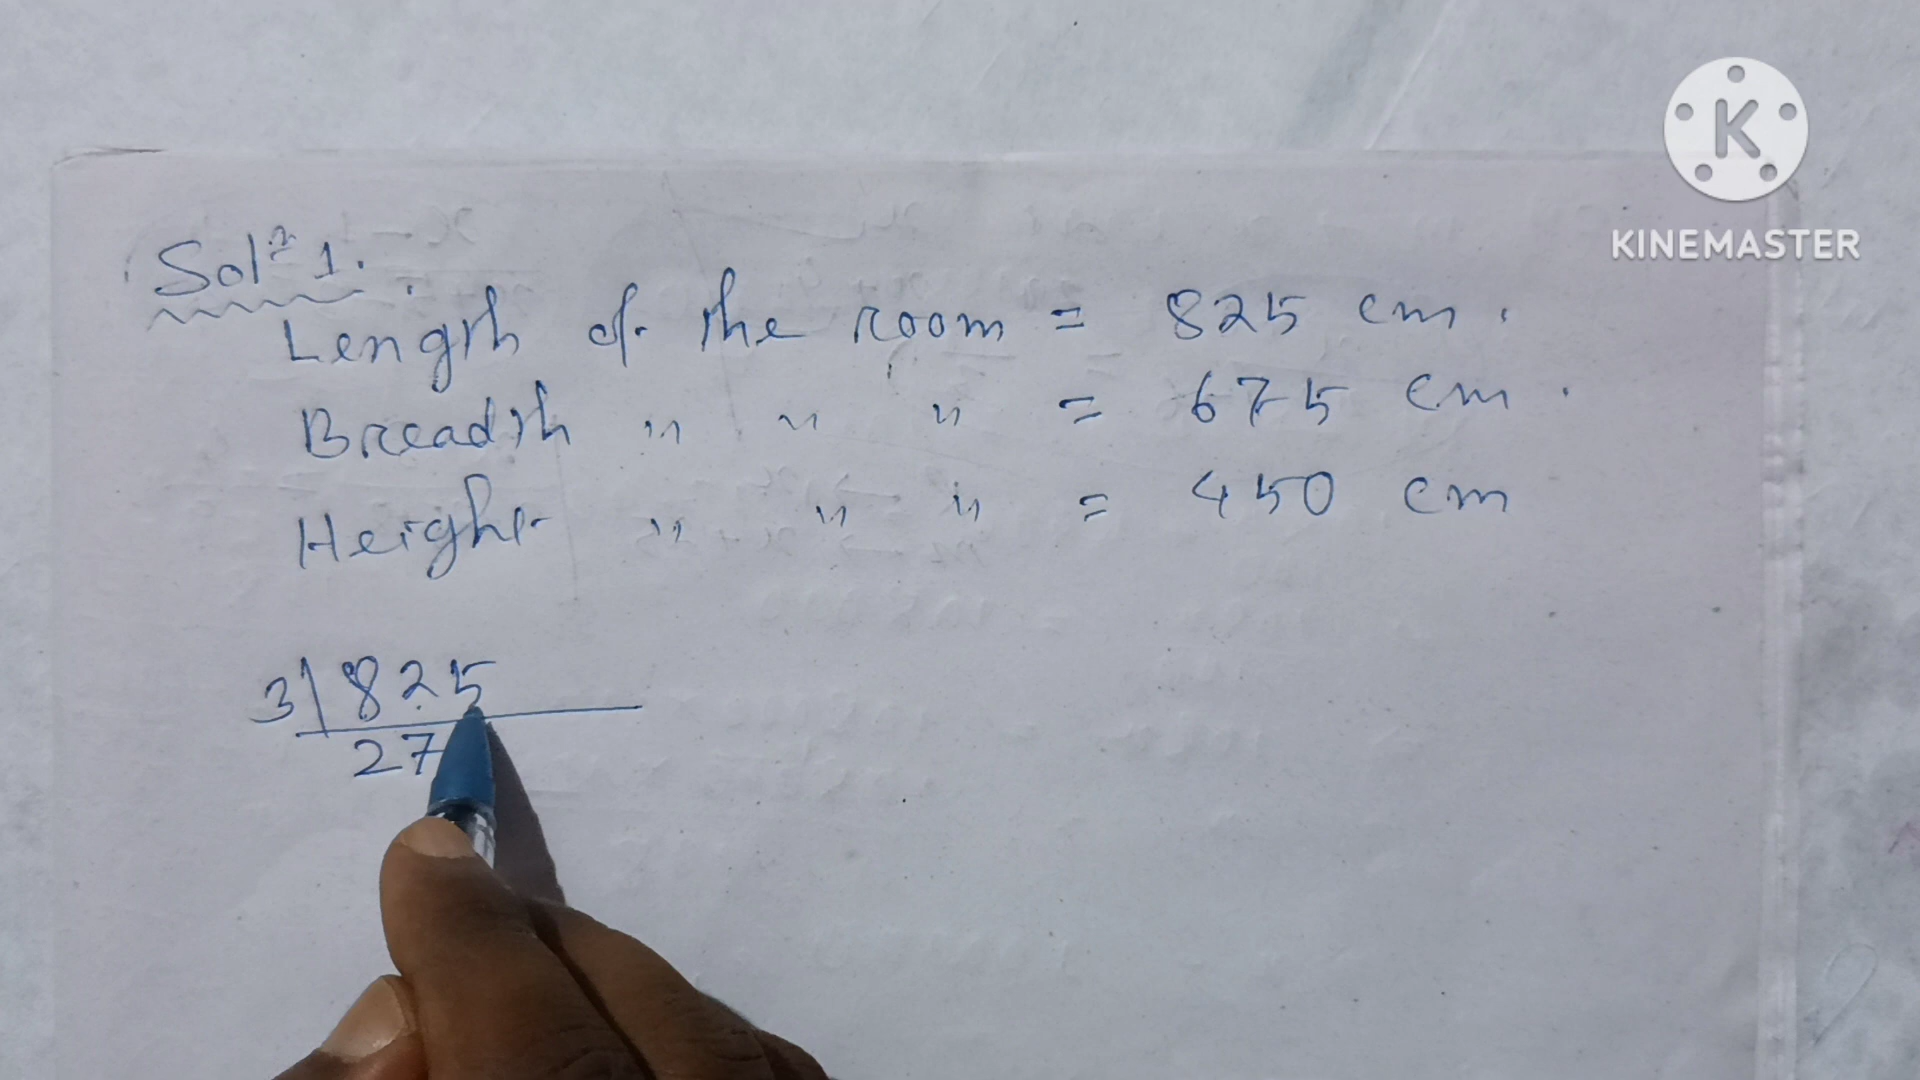 Solⁿ 1.
Length of the room = 825 cm.
Breadth " " " = 675 cm.
Height " " " = 450 cm
3 | 825
27
K
KINEMASTER